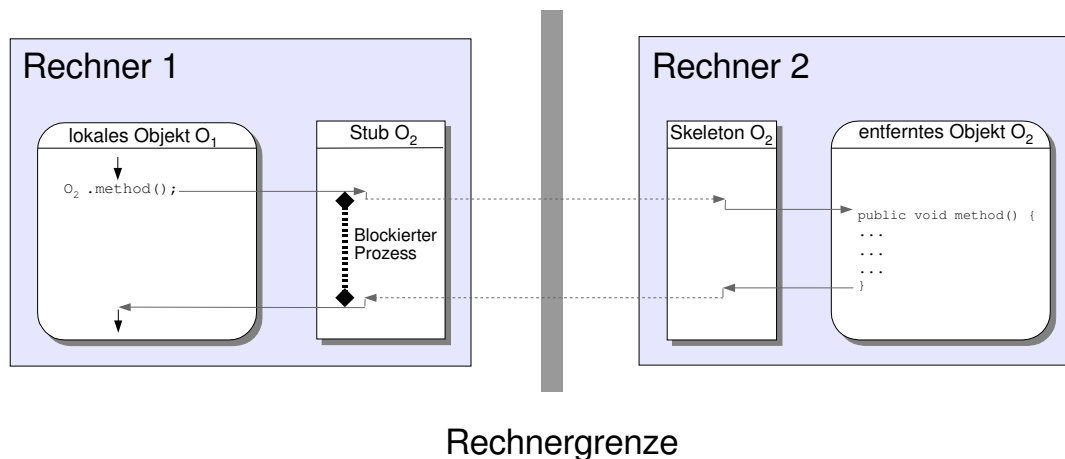 Rechner 1
Rechner 2
lokales Objekt O1
Stub O2
Skeleton O2
entferntes Objekt O2
O2 .method();
Blockierter
Prozess
public void method() {
...
...
...
}
Rechnergrenze